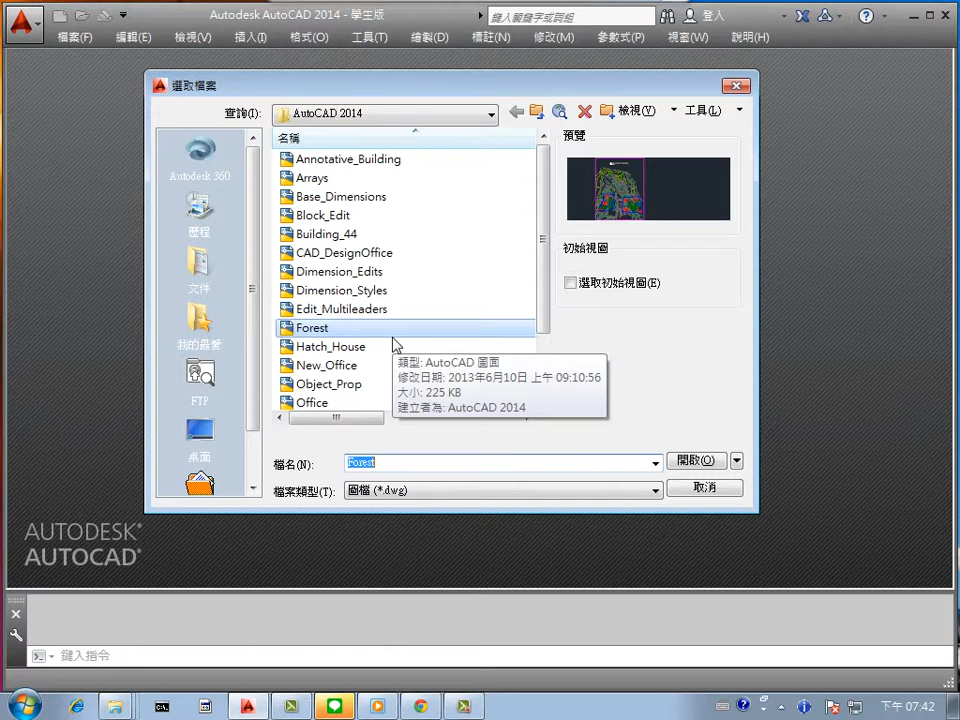 Autodesk AutoCAD 2014 - 學生版
鍵入關鍵字或片語
登入
檔案(F)
編輯(E)
檢視(V)
插入(I)
格式(O)
工具(T)
繪製(D)
標註(N)
修改(M)
參數式(P)
視窗(W)
說明(H)
選取檔案
查詢(I):
AutoCAD 2014
檢視(V)
工具(L)
名稱
Autodesk 360
歷程
文件
我的最愛
FTP
桌面
Annotative_Building
Arrays
Base_Dimensions
Block_Edit
Building_44
CAD_DesignOffice
Dimension_Edits
Dimension_Styles
Edit_Multileaders
Forest
Hatch_House
New_Office
Object_Prop
Office
類型: AutoCAD 圖面
修改日期: 2013年6月10日 上午 09:10:56
大小: 225 KB
建立者為: AutoCAD 2014
預覽
初始視圖
選取初始視圖(E)
檔名(N):
Forest
開啟(O)
檔案類型(T):
圖檔 (*.dwg)
取消
AUTODESK®
AUTOCAD®
鍵入指令
下午 07:42